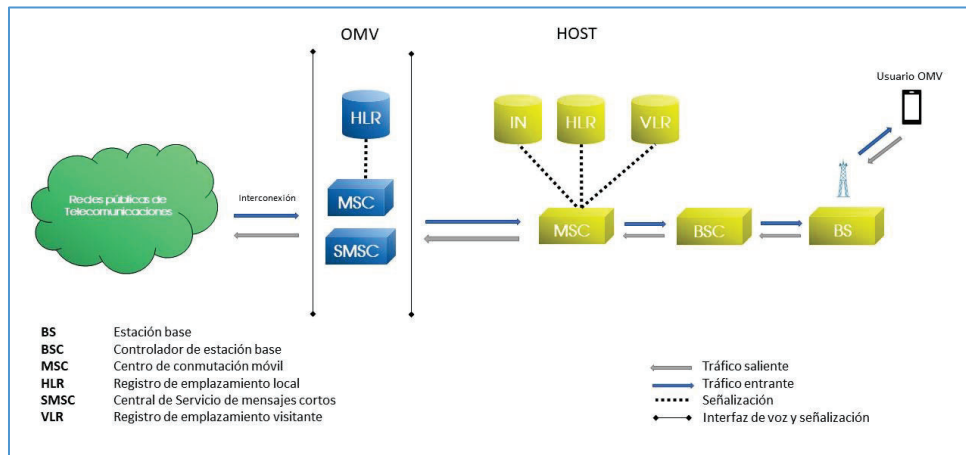 OMV
HOST
Usuario OMV
HLR
IN
HLR
VLR
Redes públicas de
Telecomunicaciones
Interconexión
MSC
SMSC
MSC
BSC
BS
BS Estación base
BSC Controlador de estación base
MSC Centro de conmutación móvil
HLR Registro de emplazamiento local
SMSC Central de Servicio de mensajes cortos
VLR Registro de emplazamiento visitante
Tráfico saliente
Tráfico entrante
Señalización
Interfaz de voz y señalización